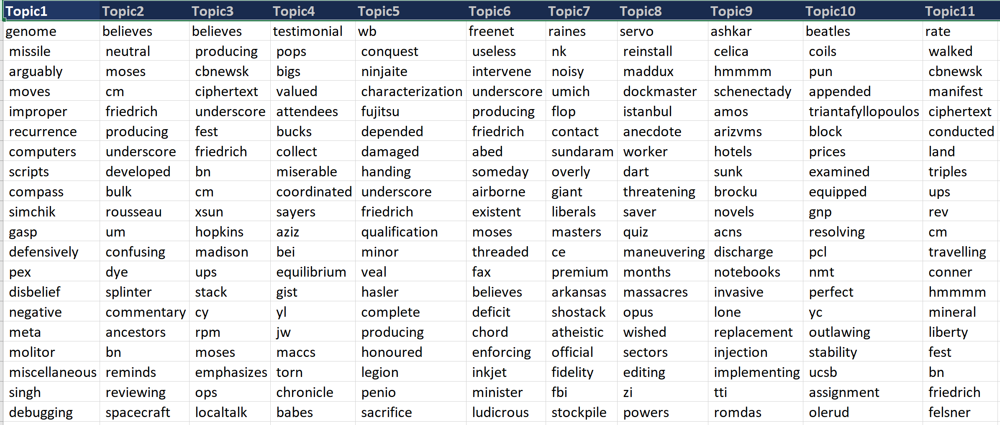 Topic1 Topic2 Topic3 Topic4 Topic5 Topic6 Topic7 Topic8 Topic9 Topic10 Topic11
genome believes believes testimonial wb freenet raines servo ashkar beatles rate
missile neutral producing pops conquest useless nk reinstall celica coils walked
arguably moses cbnewsk bigs ninjaite intervene noisy maddux hmmmm pun cbnewsk
moves cm ciphertext valued characterization underscore umich dockmaster schenectady appended manifest
improper friedrich underscore attendees fujitsu producing flop istanbul amos triantafyllopoulos ciphertext
recurrence producing fest bucks depended friedrich contact anecdote arizvms block conducted
computers underscore friedrich collect damaged abed sundaram worker hotels prices land
scripts developed bn miserable handing someday overly dart sunk examined triples
compass bulk cm coordinated underscore airborne giant threatening brocku equipped ups
simchik rousseau xsun sayers friedrich existent liberals saver novels gnp rev
gasp um hopkins aziz qualification moses masters quiz acns resolving cm
defensively confusing madison bei minor threaded ce maneuvering discharge pcl travelling
pex dye ups equilibrium veal fax premium months notebooks nmt conner
disbelief splinter stack gist hasler believes arkansas massacres invasive perfect hmmmm
negative commentary cy yl complete deficit shostack opus lone yc mineral
meta ancestors rpm jw producing chord atheistic wished replacement outlawing liberty
molitor bn moses maccs honoured enforcing official sectors injection stability fest
miscellaneous reminds emphasizes torn legion inkjet fidelity editing implementing ucsb bn
singh reviewing ops chronicle penio minister fbi zi tti assignment friedrich
debugging spacecraft localtalk babes sacrifice ludicrous stockpile powers romdas olerud felsner